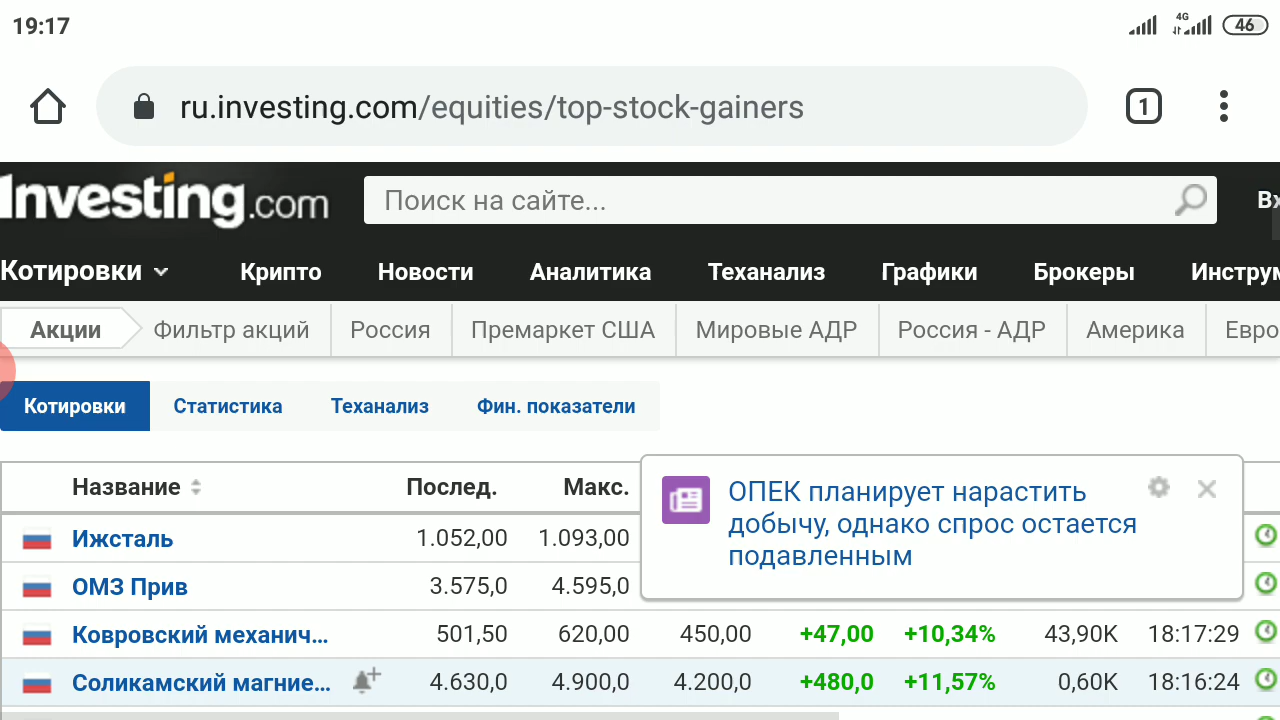 19:17
4G
46
ru.investing.com/equities/top-stock-gainers
1
Investing.com
Поиск на сайте...
Вх
Котировки
Крипто
Новости
Аналитика
Теханализ
Графики
Брокеры
Инструм
Акции
Фильтр акций
Россия
Премаркет США
Мировые АДР
Россия - АДР
Америка
Евро
Котировки
Статистика
Теханализ
Фин. показатели
Название
Послед.
Макс.
ОПЕК планирует нарастить
добычу, однако спрос остается
подавленным
Ижсталь 1.052,00 1.093,00
ОМЗ Прив 3.575,0 4.595,0
Ковровский механич... 501,50 620,00 450,00 +47,00 +10,34% 43,90K 18:17:29
Соликамский магние... 4.630,0 4.900,0 4.200,0 +480,0 +11,57% 0,60K 18:16:24